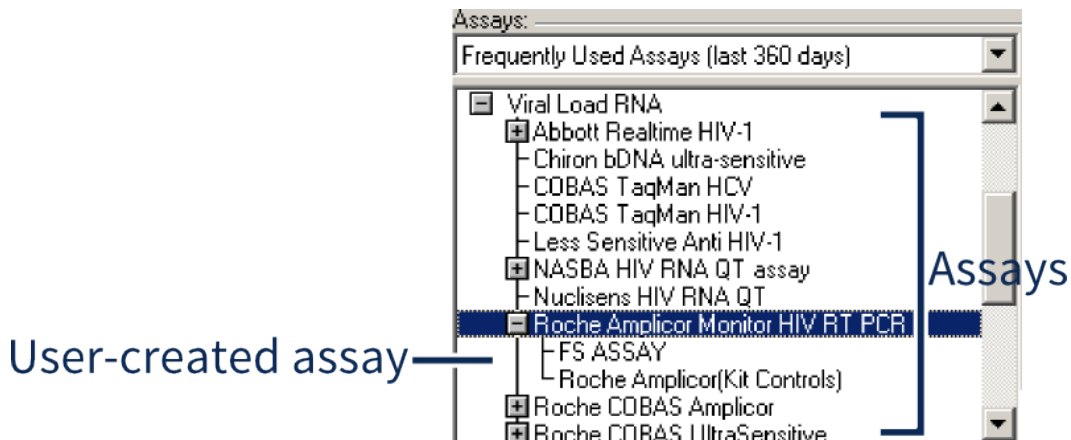 Assays:
Frequently Used Assays (last 360 days)
Viral Load RNA
Abbott Realtime HIV-1
Chiron bDNA ultra-sensitive
COBAS TaqMan HCV
COBAS TaqMan HIV-1
Less Sensitive Anti HIV-1
NASBA HIV RNA QT assay
Assays
Nuclisens HIV RNA QT
Roche Amplicor Monitor HIV RT PCR
User-created assay
FS ASSAY
Roche Amplicor(Kit Controls)
Roche COBAS Amplicor
Roche COBAS UltraSensitive